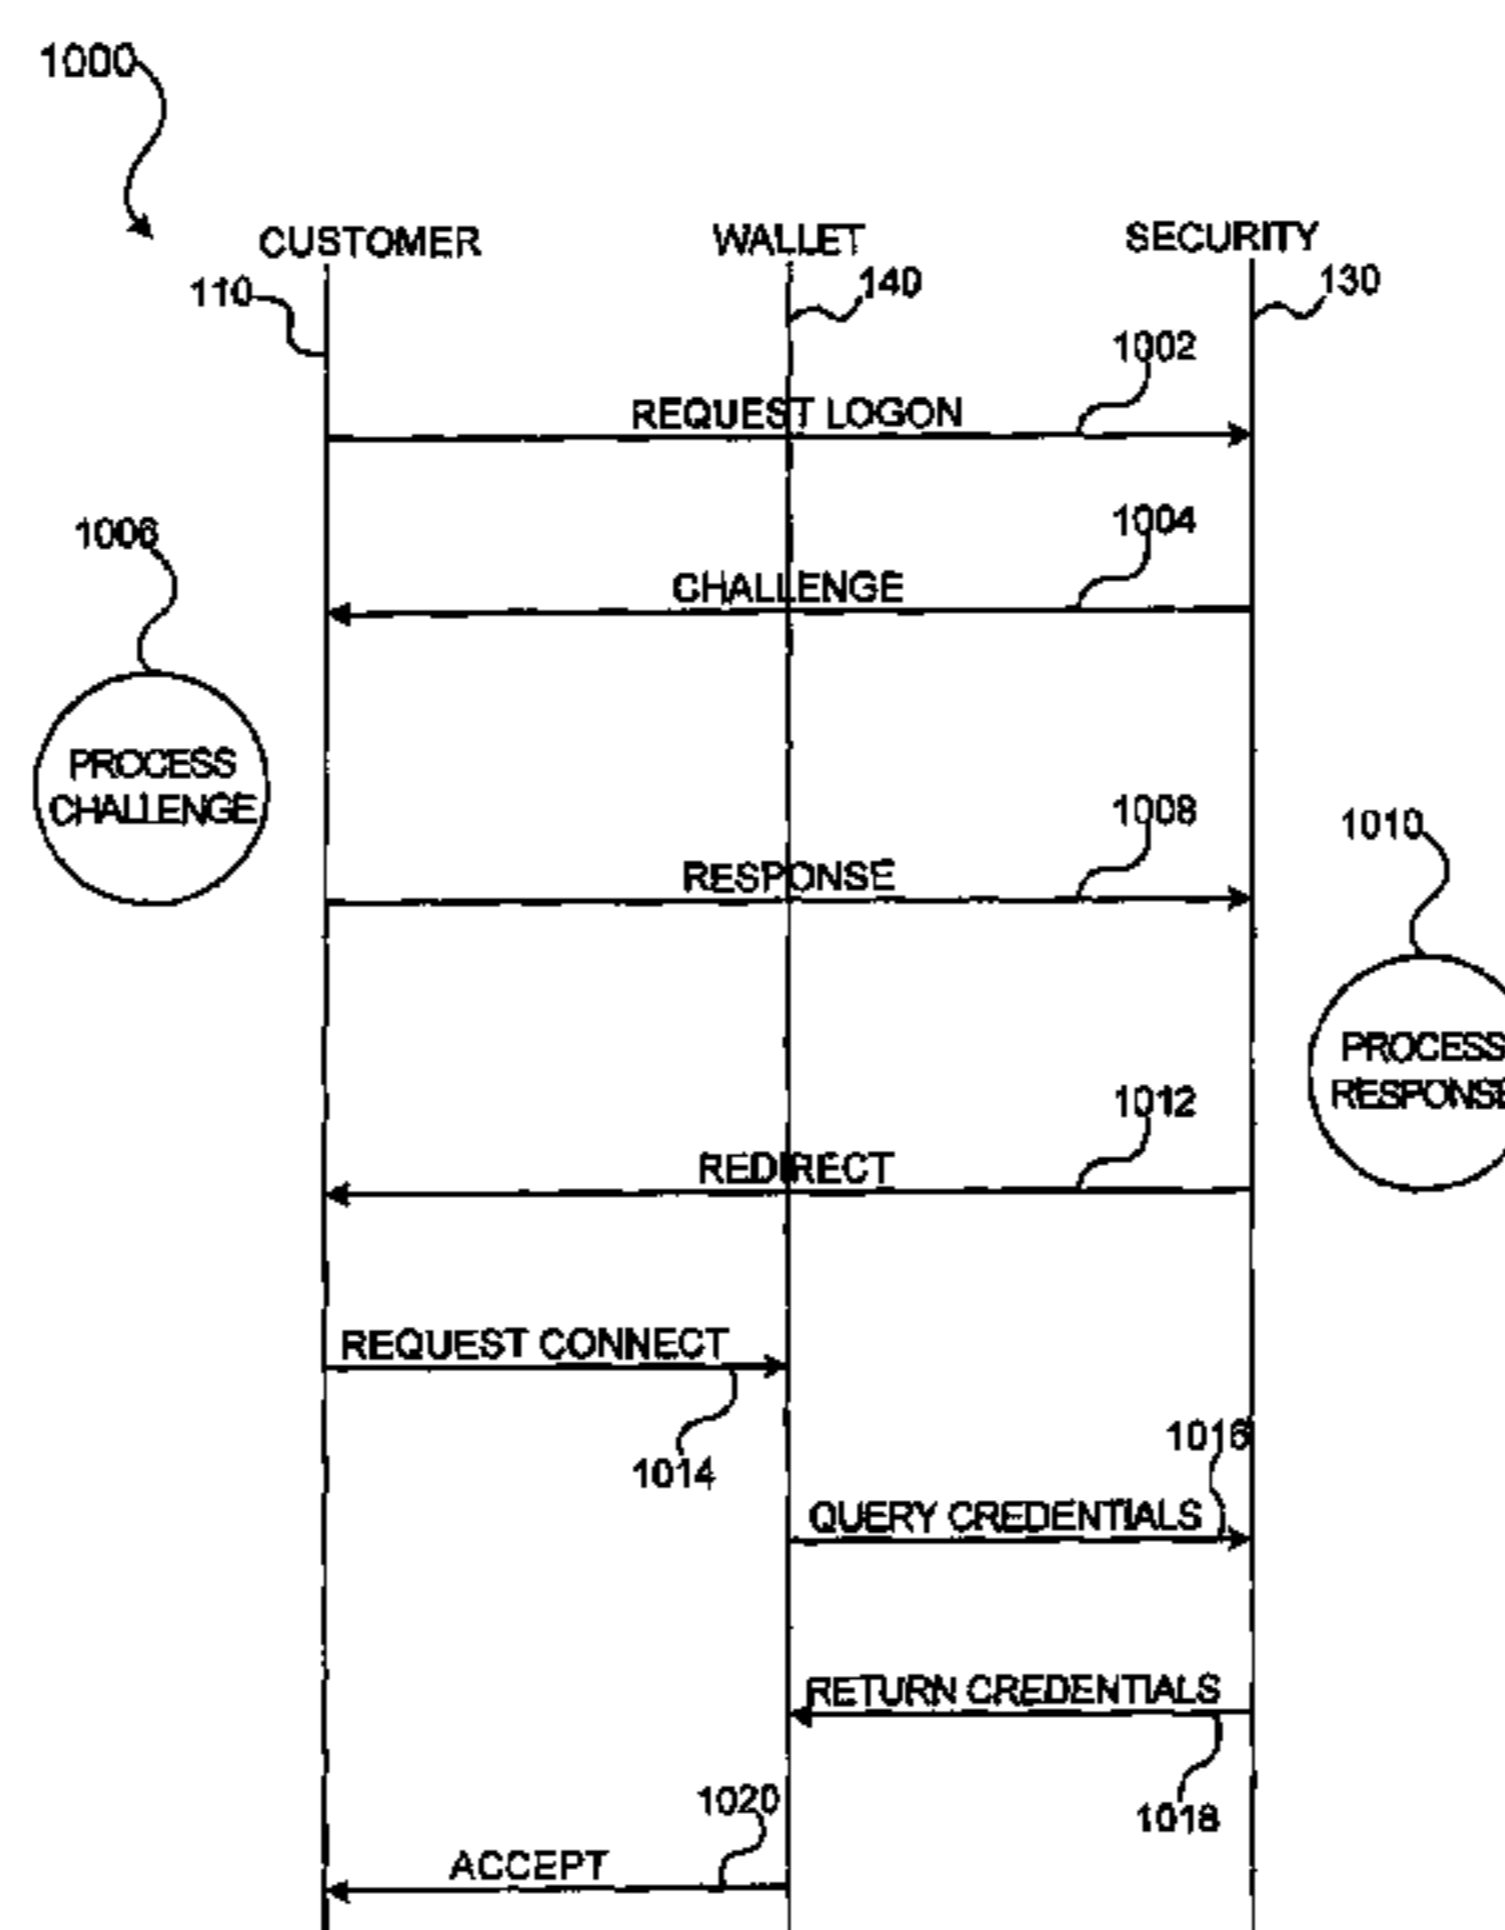 1000
CUSTOMER
WALLET
SECURITY
110
140
130
1002
REQUEST LOGON
1004
1006
CHALLENGE
PROCESS
CHALLENGE
1008
1010
RESPONSE
PROCESS
RESPONSE
1012
REDIRECT
REQUEST CONNECT
1014
1016
QUERY CREDENTIALS
RETURN CREDENTIALS
1018
1020
ACCEPT